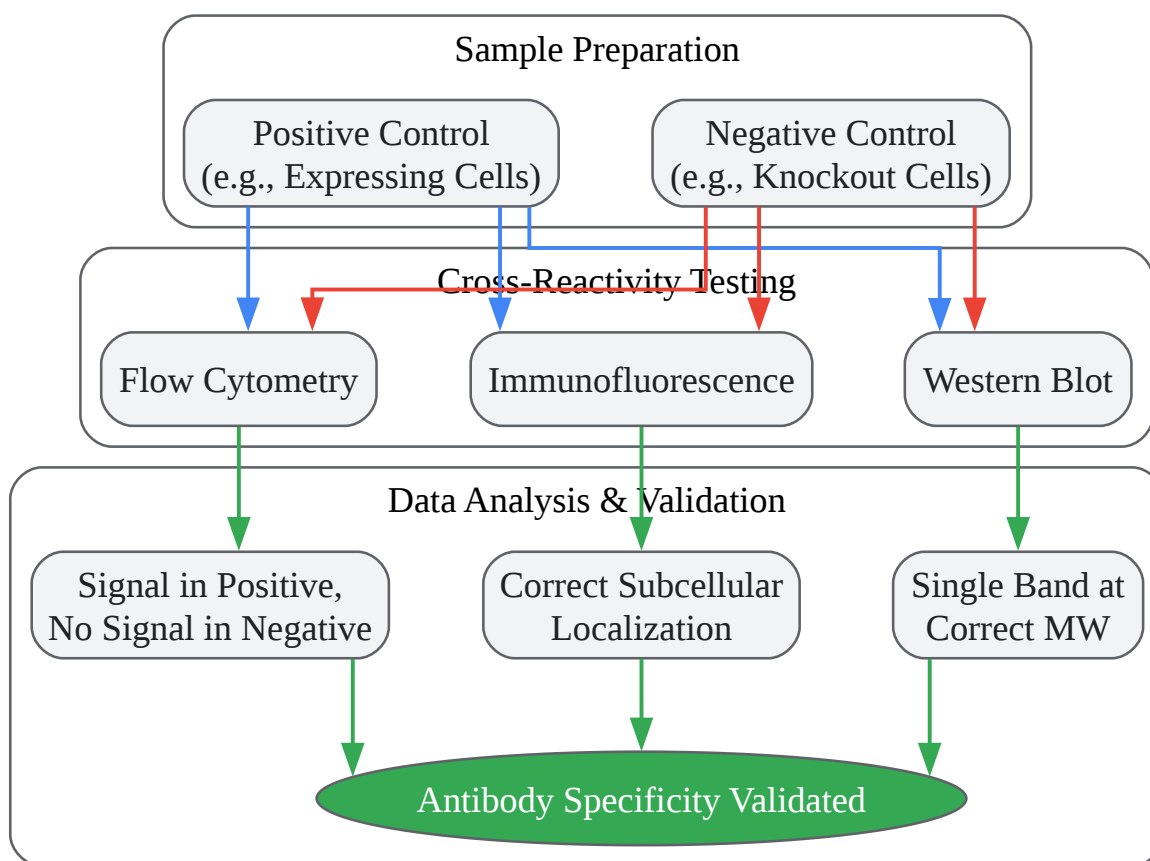 Sample Preparation
Positive Control
(e.g., Expressing Cells)
Negative Control
(e.g., Knockout Cells)
Cross-Reactivity Testing
Flow Cytometry
Immunofluorescence
Western Blot
Data Analysis & Validation
Signal in Positive,
No Signal in Negative
Correct Subcellular
Localization
Single Band at
Correct MW
Antibody Specificity Validated